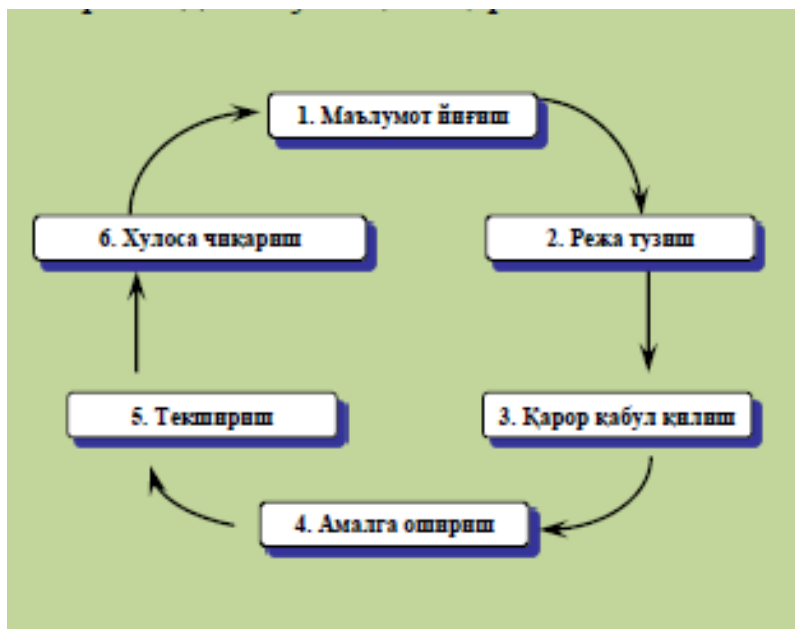 1. Маълумот йиғиш
2. Режа тузиш
3. Қарор қабул қилиш
4. Амалга ошириш
5. Текшириш
6. Хулоса чиқариш